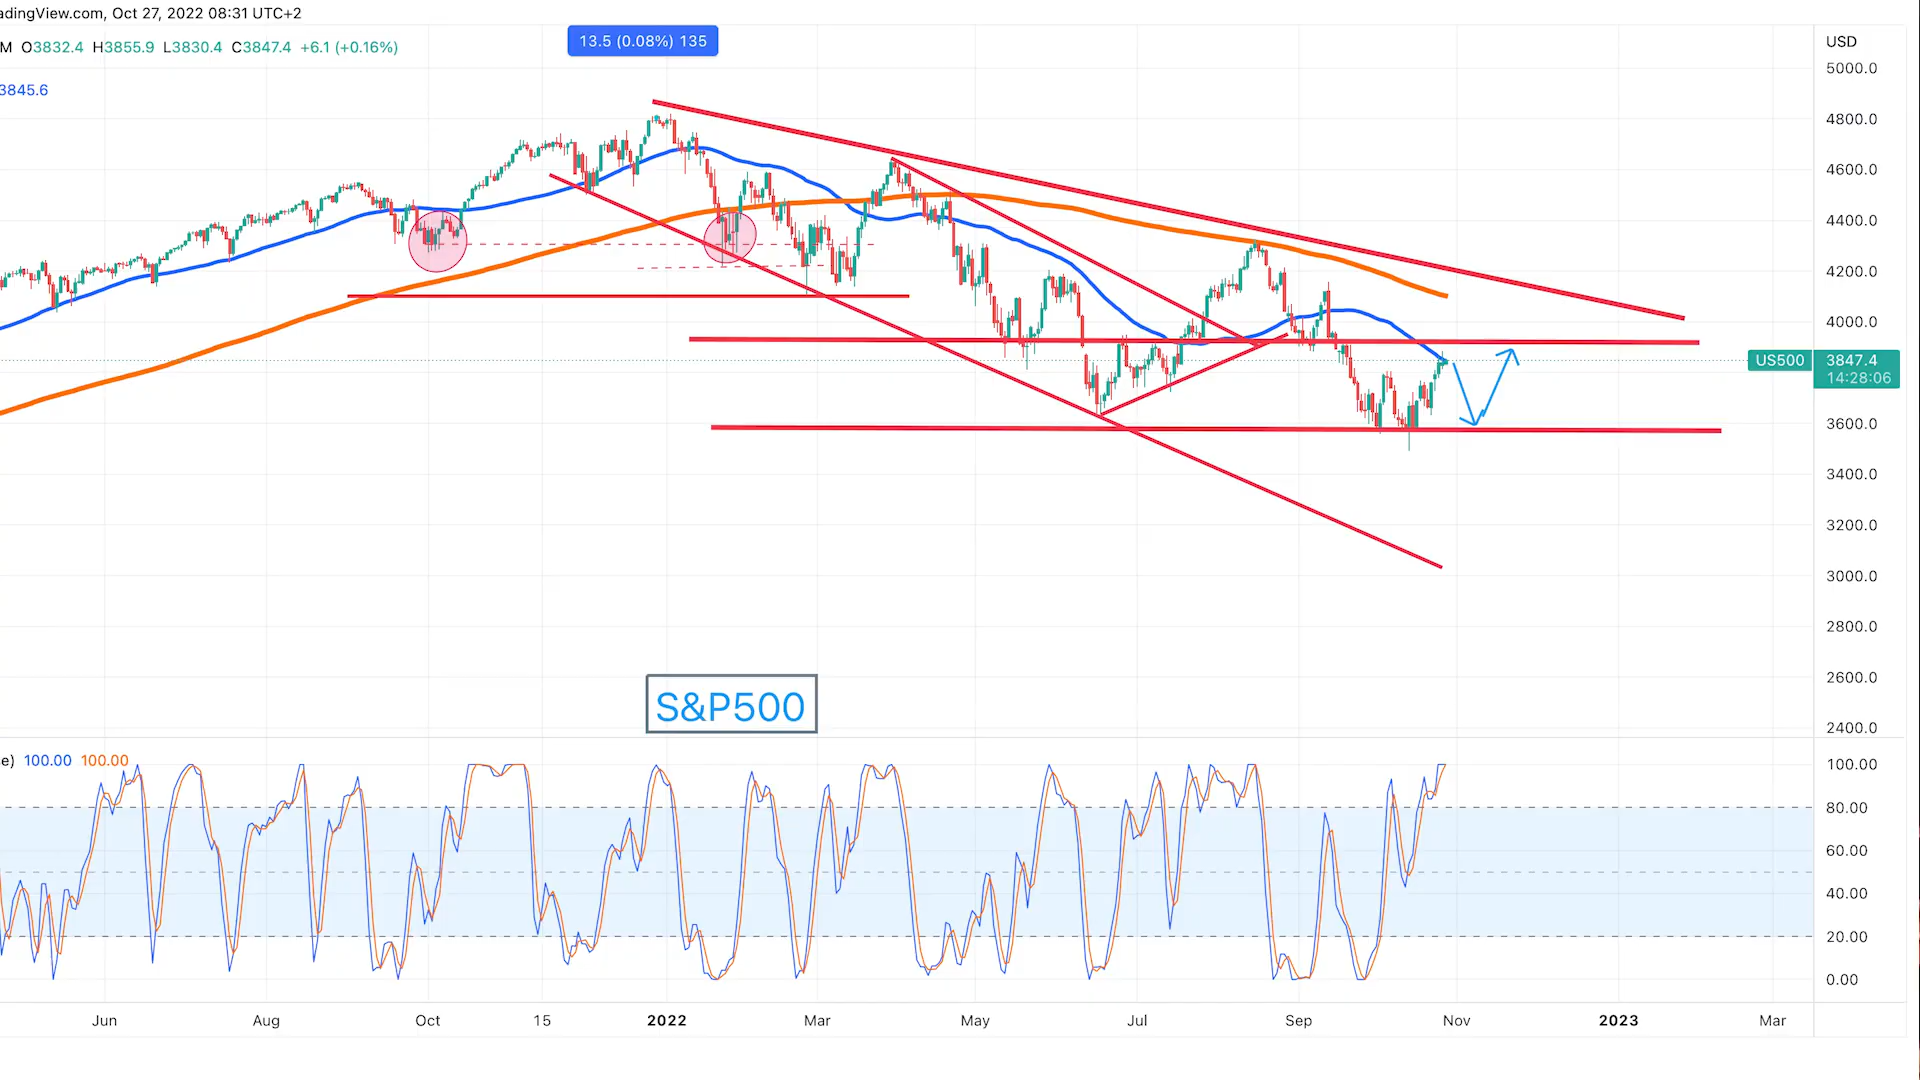 adingView.com, Oct 27, 2022 08:31 UTC+2
M O3832.4 H3855.9 L3830.4 C3847.4 +6.1 (+0.16%)
13.5 (0.08%) 135
3845.6
USD
5000.0
4800.0
4600.0
4400.0
4200.0
4000.0
US500 3847.4
14:28:06
3600.0
3400.0
3200.0
3000.0
2800.0
2600.0
2400.0
S&P500
e) 100.00 100.00
100.00
80.00
60.00
40.00
20.00
0.00
Jun Aug Oct 15 2022 Mar May Jul Sep Nov 2023 Mar